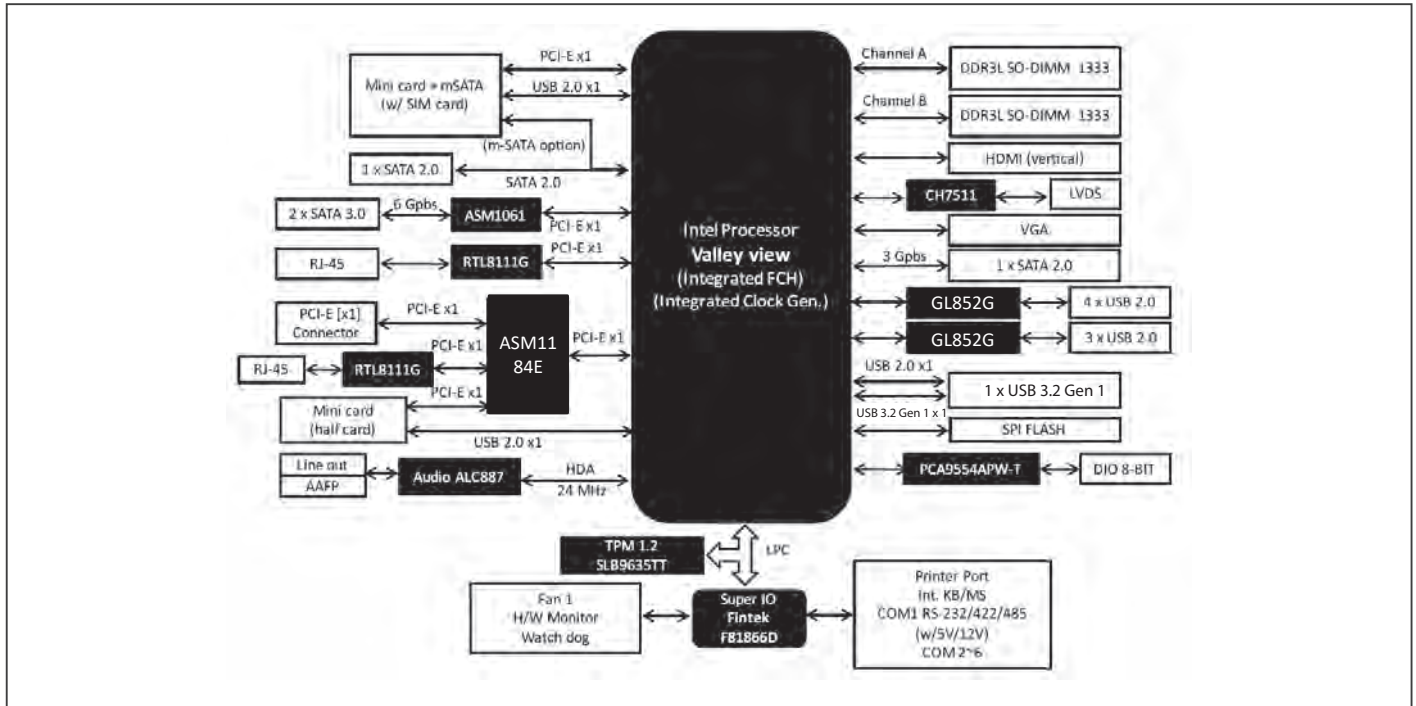 PCI-E x1
Mini card + mSATA
(w/ SIM card)
USB 2.0 x1
(m-SATA option)
1 x SATA 2.0
SATA 2.0
2 x SATA 3.0
6 Gpbs
ASM1061
PCI-E x1
RJ-45
RTL8111G
PCI-E x1
PCI-E [x1]
Connector
PCI-E x1
ASM11
84E
PCI-E x1
RJ-45
RTL8111G
PCI-E x1
Mini card
(half card)
PCI-E x1
USB 2.0 x1
Line out
AAFP
Audio ALC887
HDA
24 MHz
Intel Processor
Valley view
(Integrated FCH)
(Integrated Clock Gen.)
Channel A
DDR3L SO-DIMM 1333
Channel B
DDR3L SO-DIMM 1333
HDMI (vertical)
CH7511
LVDS
VGA
3 Gpbs
1 x SATA 2.0
GL852G
4 x USB 2.0
GL852G
3 x USB 2.0
USB 2.0 x1
1 x USB 3.2 Gen 1
USB 3.2 Gen 1 x 1
SPI FLASH
PCA9554APW-T
DIO 8-BIT
TPM 1.2
SLB9635TT
LPC
Fan 1
H/W Monitor
Watch dog
Super IO
Fintek
F81866D
Printer Port
Int. KB/MS
COM1 RS-232/422/485
(w/5V/12V)
COM 2~6